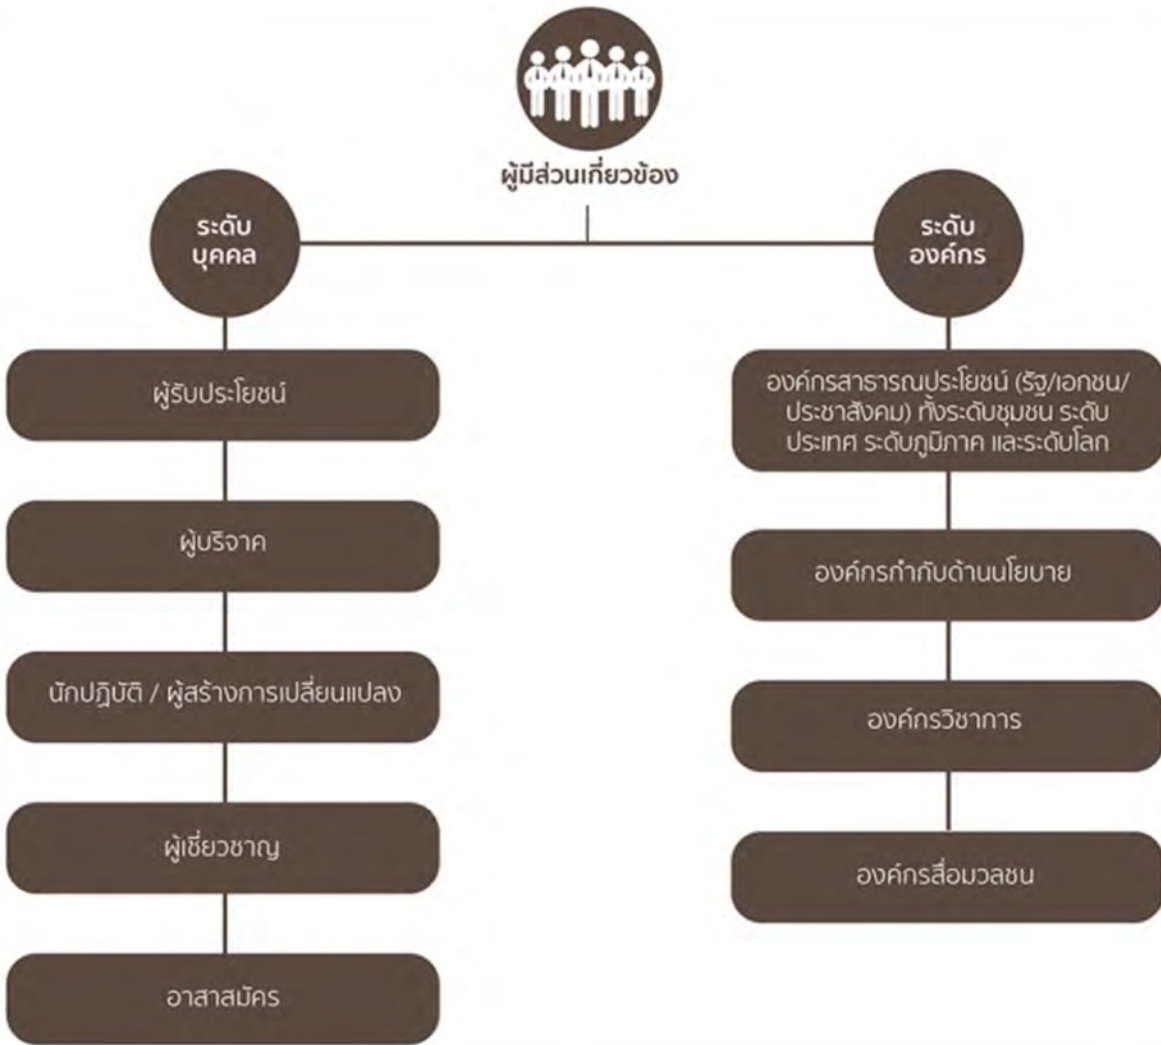 ผู้มีส่วนเกี่ยวข้อง
ระดับ
บุคคล
ผู้รับประโยชน์
ผู้บริจาค
นักปฏิบัติ / ผู้สร้างการเปลี่ยนแปลง
ผู้เชี่ยวชาญ
อาสาสมัคร
ระดับ
องค์กร
องค์กรสาธารณประโยชน์ (รัฐ/เอกชน/
ประชาสังคม) ทั้งระดับชุมชน ระดับ
ประเทศ ระดับภูมิภาค และระดับโลก
องค์กรกำกับด้านนโยบาย
องค์กรวิชาการ
องค์กรสื่อมวลชน